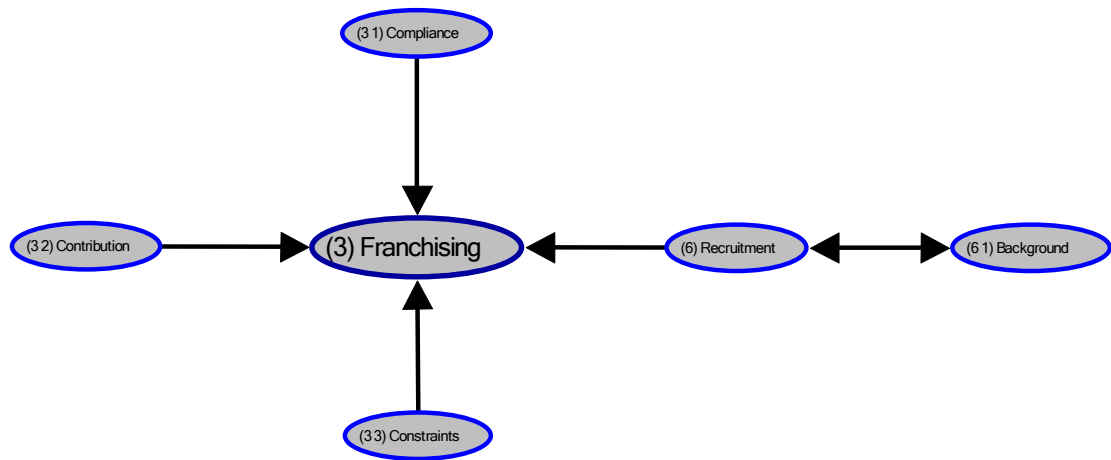 (3 1) Compliance
(3 2) Contribution
(3) Franchising
(6) Recruitment
(6 1) Background
(3 3) Constraints